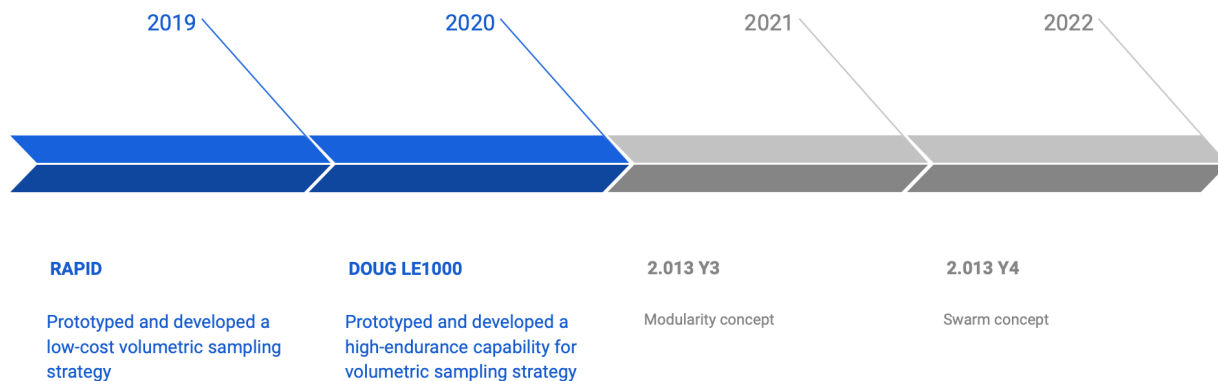 2019
2020
2021
2022
RAPID
Prototyped and developed a
low-cost volumetric sampling
strategy
DOUG LE1000
Prototyped and developed a
high-endurance capability for
volumetric sampling strategy
2.013 Y3
Modularity concept
2.013 Y4
Swarm concept